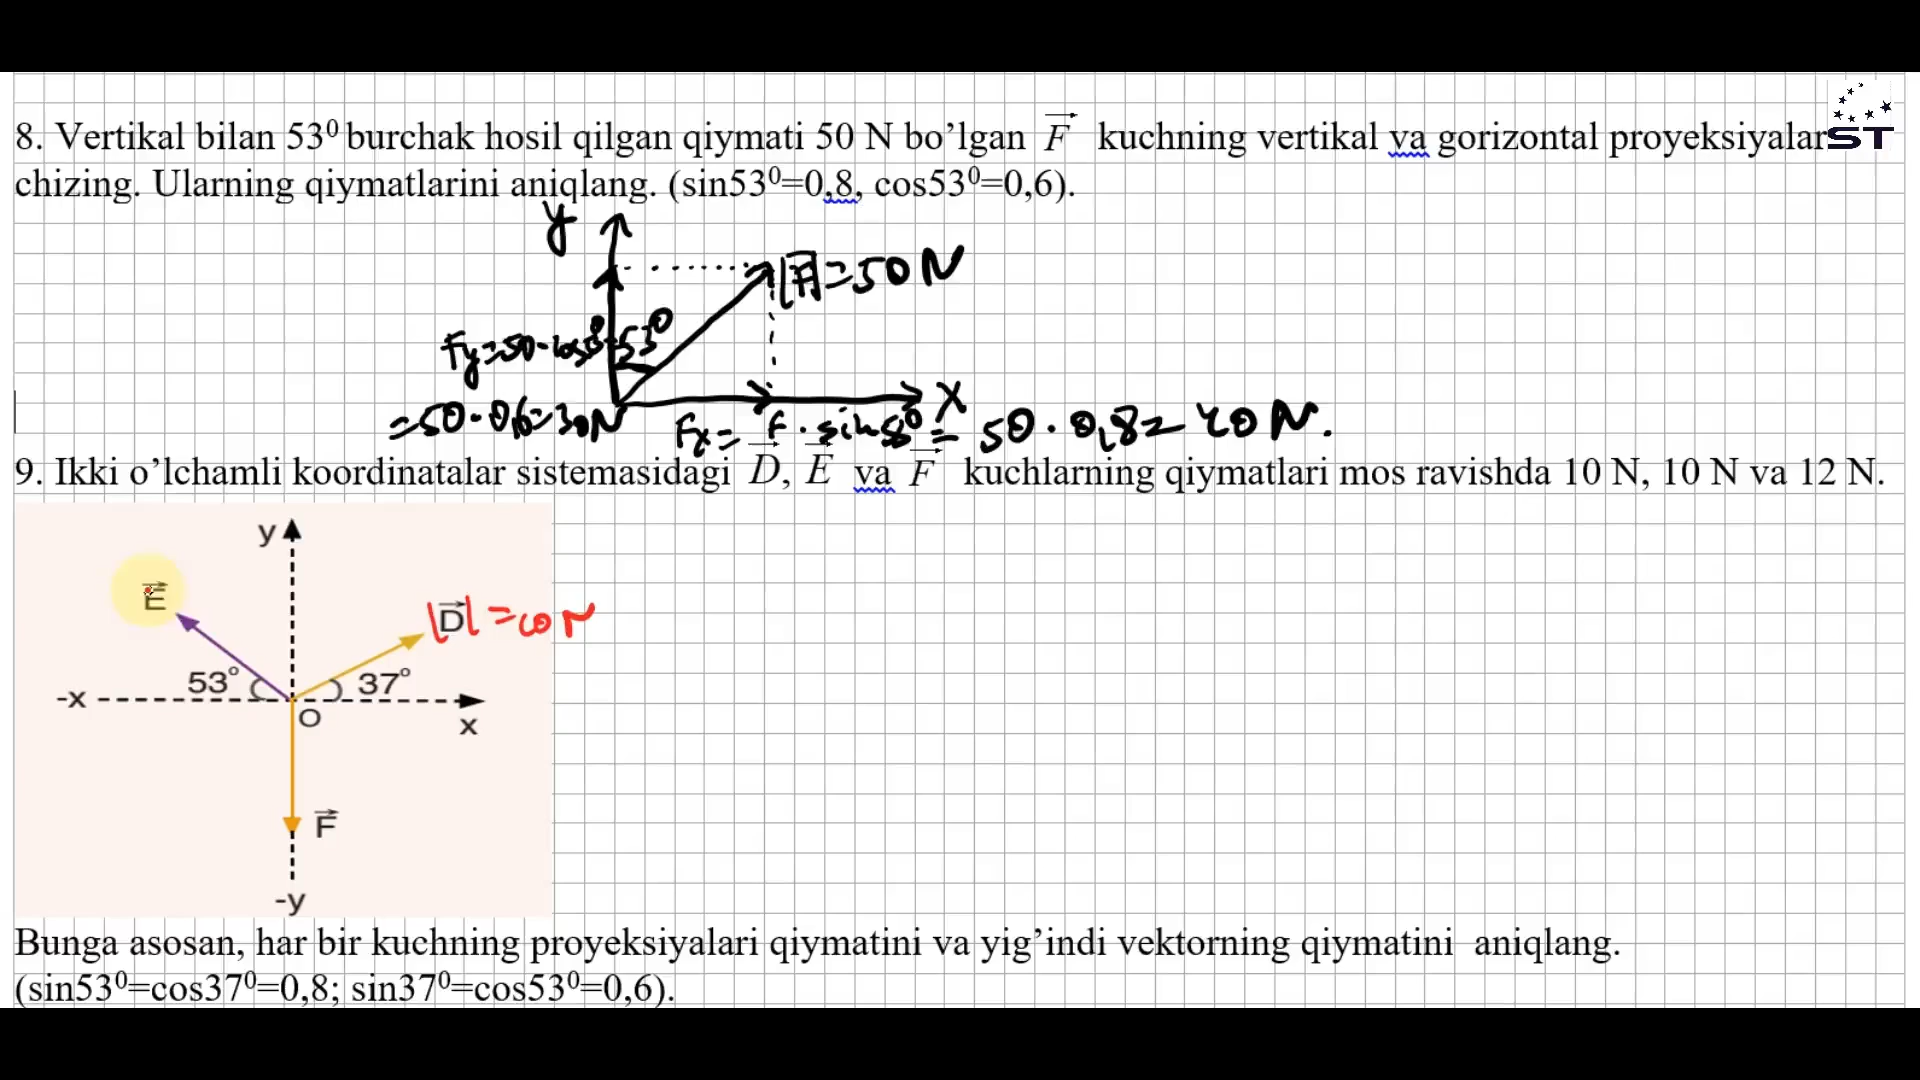 8. Vertikal bilan 53⁰ burchak hosil qilgan qiymati 50 N bo’lgan F kuchning vertikal va gorizontal proyeksiyalar
ST
chizing. Ularning qiymatlarini aniqlang. (sin53⁰=0,8, cos53⁰=0,6).
y
|F|=50N
53⁰
x
=50·0,6=30N
50·0,8=40N.
9. Ikki o’lchamli koordinatalar sistemasidagi D, E va F kuchlarning qiymatlari mos ravishda 10 N, 10 N va 12 N.
y
E
|D|=10N
53°
37°
-x
O
x
F
-y
Bunga asosan, har bir kuchning proyeksiyalari qiymatini va yig’indi vektorning qiymatini aniqlang.
(sin53⁰=cos37⁰=0,8; sin37⁰=cos53⁰=0,6).